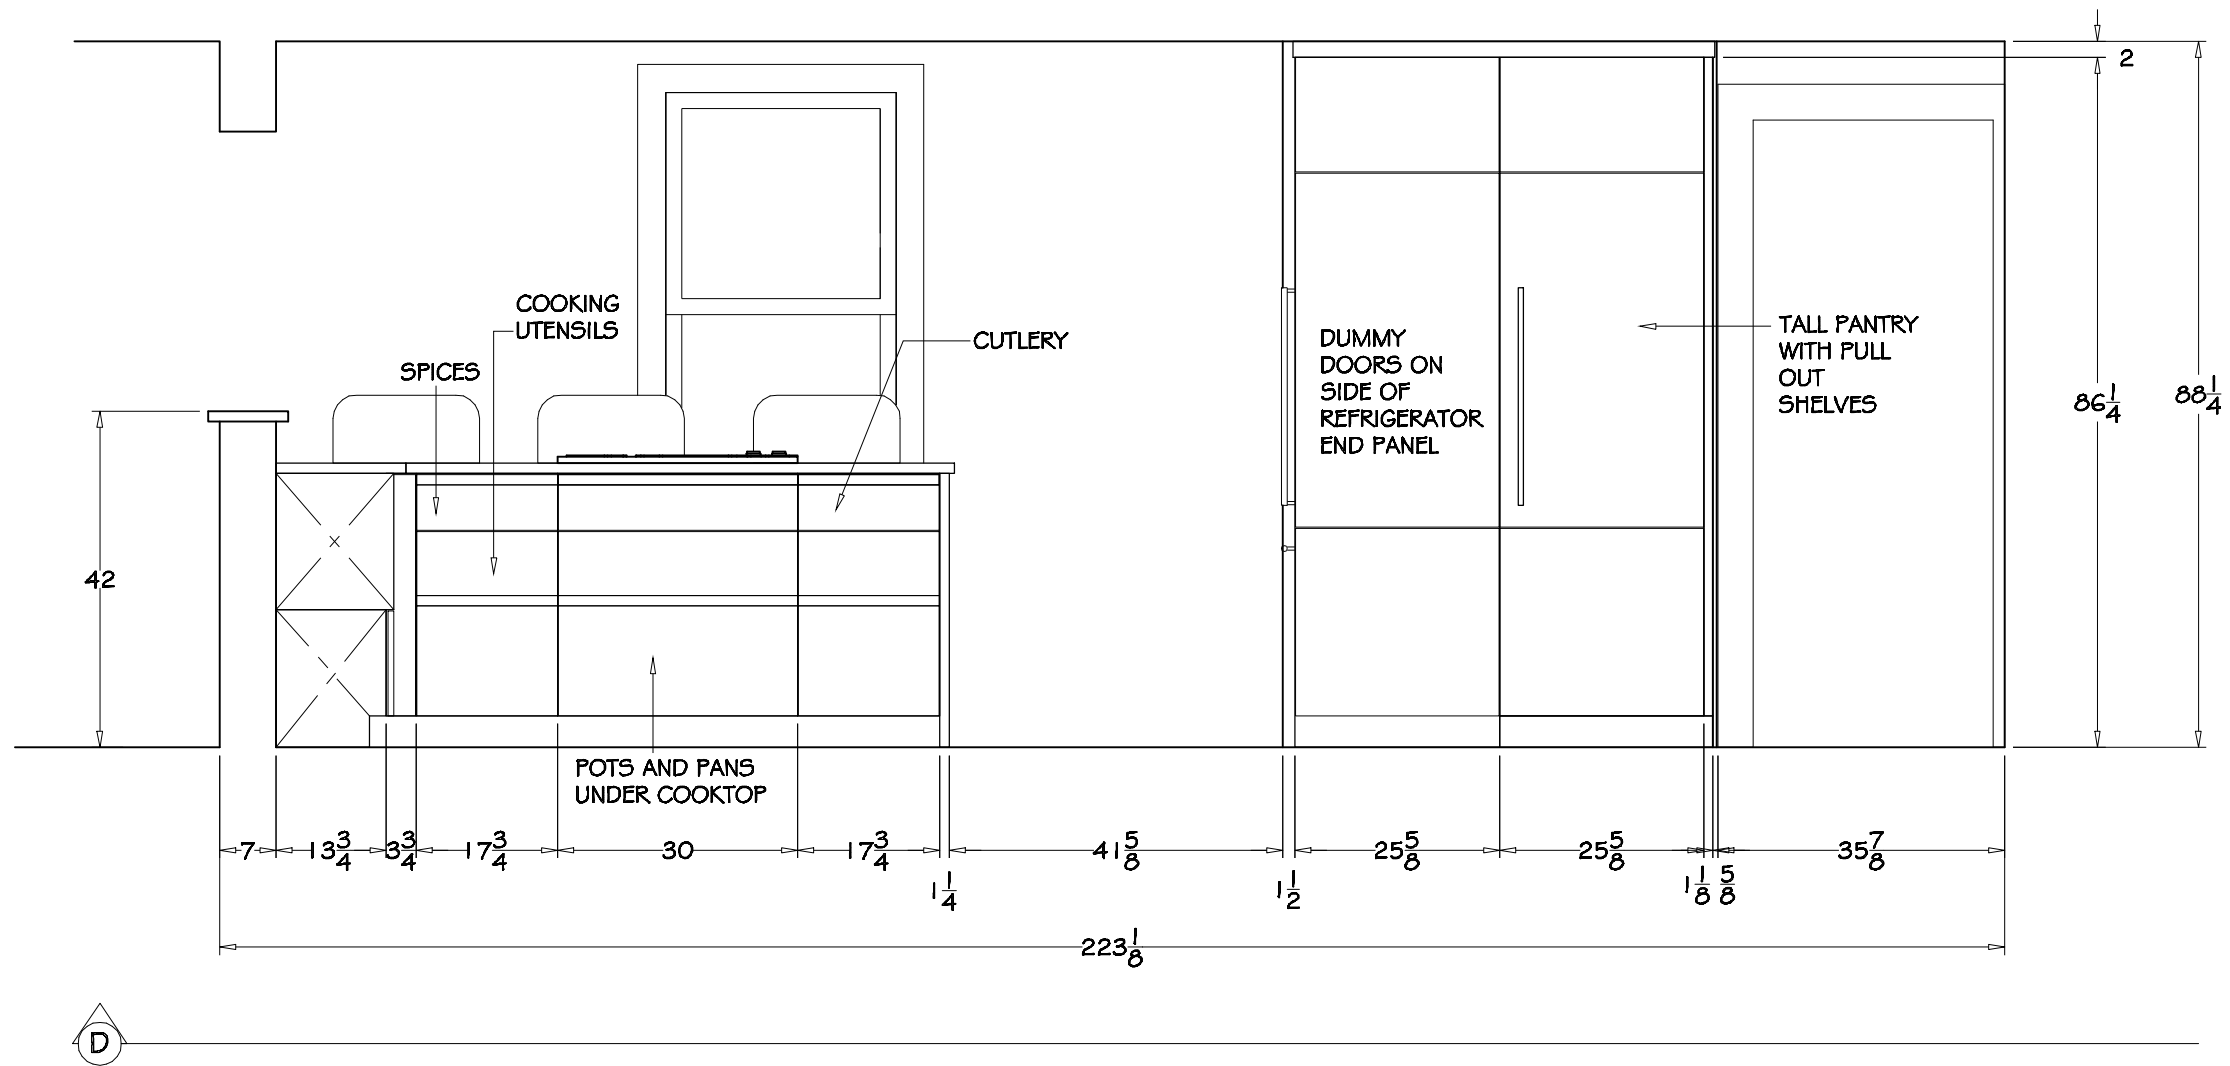 2
COOKING
UTENSILS
SPICES
CUTLERY
DUMMY
DOORS ON
SIDE OF
REFRIGERATOR
END PANEL
TALL PANTRY
WITH PULL
OUT
SHELVES
86 1/4
88 1/4
42
POTS AND PANS
UNDER COOKTOP
7 13 3/4 3 3/4 17 3/4 30 17 3/4 41 5/8 25 5/8 25 5/8 35 7/8
1 1/4 1 1/2 1 1/8 5/8
223 1/8
D